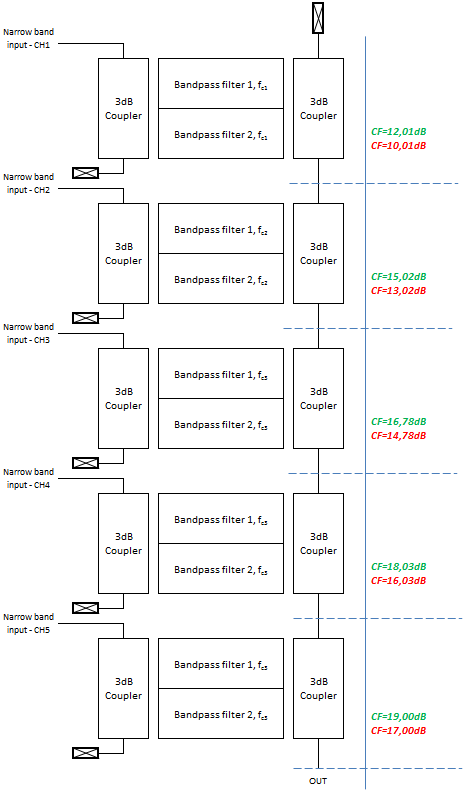 Narrow band
input - CH1
3dB
Coupler
Bandpass filter 1, fc1
Bandpass filter 2, fc1
3dB
Coupler
CF=12,01dB
CF=10,01dB
Narrow band
input - CH2
3dB
Coupler
Bandpass filter 1, fc2
Bandpass filter 2, fc2
3dB
Coupler
CF=15,02dB
CF=13,02dB
Narrow band
input - CH3
3dB
Coupler
Bandpass filter 1, fc3
Bandpass filter 2, fc3
3dB
Coupler
CF=16,78dB
CF=14,78dB
Narrow band
input - CH4
3dB
Coupler
Bandpass filter 1, fc3
Bandpass filter 2, fc3
3dB
Coupler
CF=18,03dB
CF=16,03dB
Narrow band
input - CH5
3dB
Coupler
Bandpass filter 1, fc3
Bandpass filter 2, fc3
3dB
Coupler
CF=19,00dB
CF=17,00dB
OUT